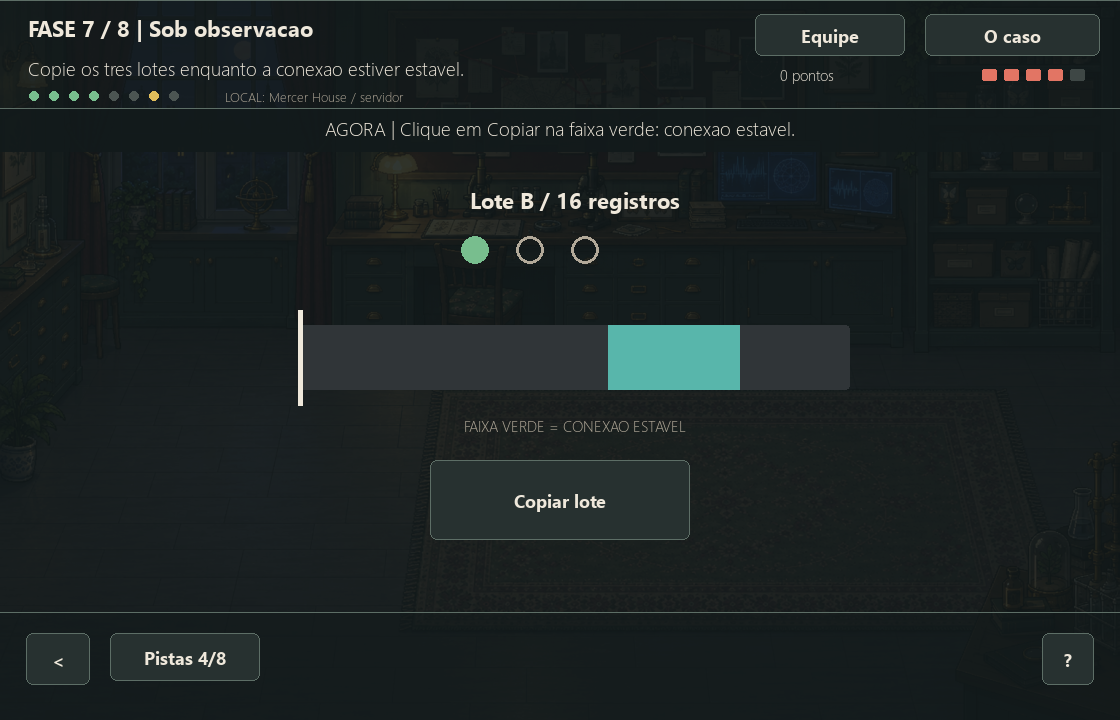 FASE 7 / 8 | Sob observacao
Equipe
O caso
Copie os tres lotes enquanto a conexao estiver estavel.
0 pontos
LOCAL: Mercer House / servidor
AGORA | Clique em Copiar na faixa verde: conexao estavel.
Lote B / 16 registros
FAIXA VERDE = CONEXAO ESTAVEL
Copiar lote
<
Pistas 4/8
?